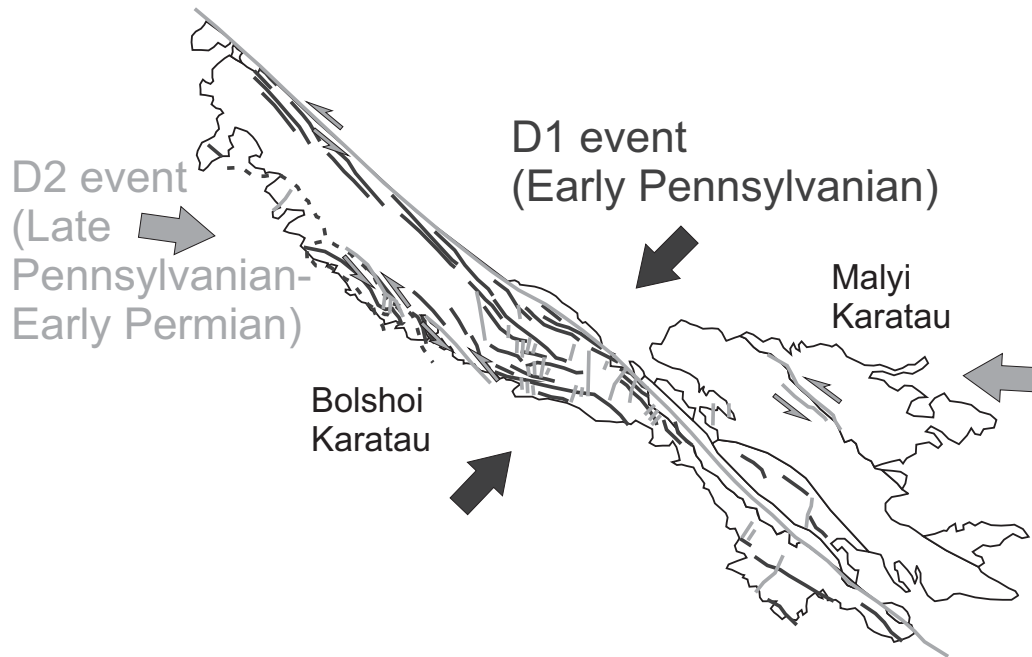 D1 event
(Early Pennsylvanian)
D2 event
(Late
Pennsylvanian-
Early Permian)
Malyi
Karatau
Bolshoi
Karatau